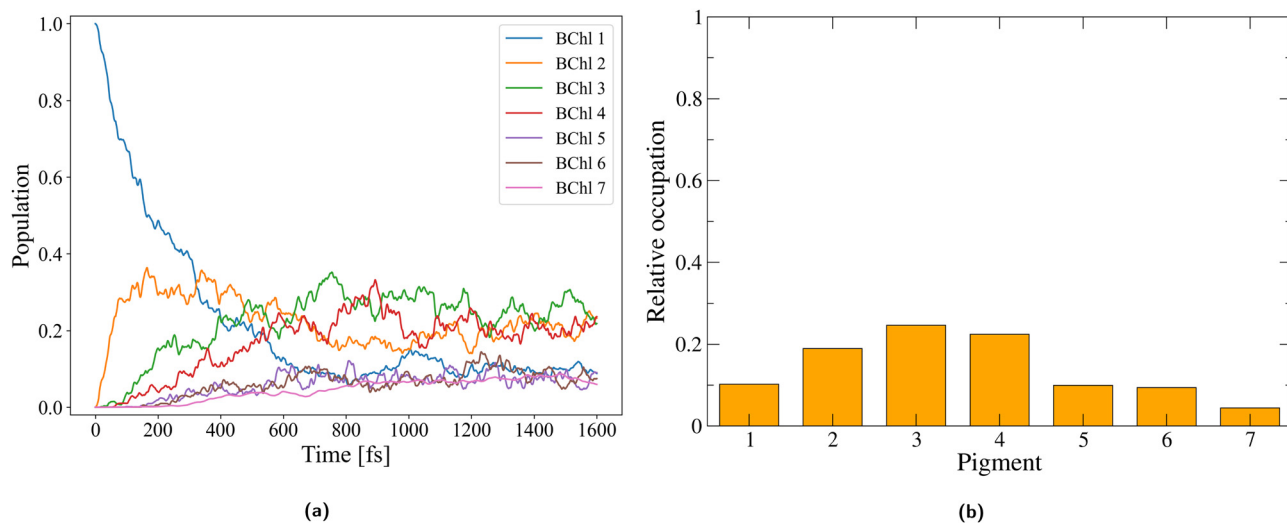 1.0
0.8
0.6
0.4
0.2
0.0
Population
0 200 400 600 800 1000 1200 1400 1600
Time [fs]
BChl 1
BChl 2
BChl 3
BChl 4
BChl 5
BChl 6
BChl 7
(a)
1
0.8
0.6
0.4
0.2
0
Relative occupation
1 2 3 4 5 6 7
Pigment
(b)